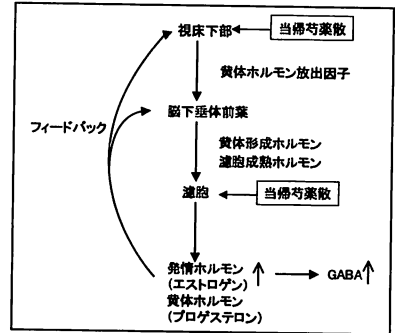 視床下部
当帰芍薬散
黄体ホルモン放出因子
脳下垂体前葉
フィードバック
黄体形成ホルモン
濾胞成熟ホルモン
濾胞
当帰芍薬散
発情ホルモン
(エストロゲン)
GABA
黄体ホルモン
(プロゲステロン)